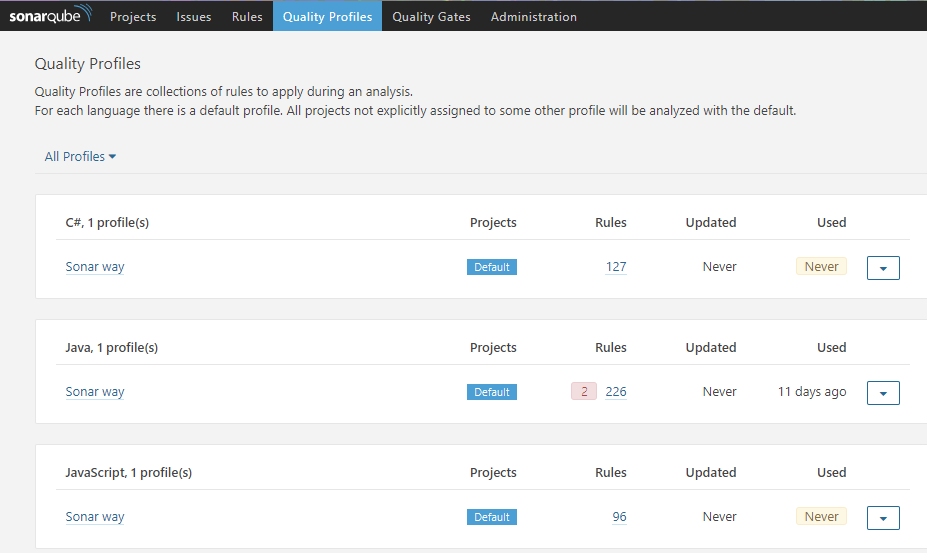 sonarqube Projects Issues Rules Quality Profiles Quality Gates Administration
Quality Profiles
Quality Profiles are collections of rules to apply during an analysis.
For each language there is a default profile. All projects not explicitly assigned to some other profile will be analyzed with the default.
All Profiles
C#, 1 profile(s) Projects Rules Updated Used
Sonar way Default 127 Never Never
Java, 1 profile(s) Projects Rules Updated Used
Sonar way Default 2 226 Never 11 days ago
JavaScript, 1 profile(s) Projects Rules Updated Used
Sonar way Default 96 Never Never